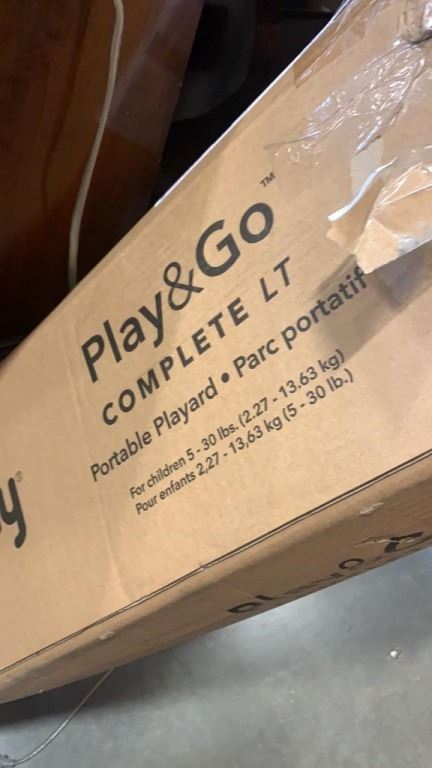 Play&Go™
COMPLETE LT
Portable Playard • Parc portatif
For children 5 - 30 lbs. (2.27 - 13.63 kg)
Pour enfants 2,27 - 13,63 kg (5 - 30 lb.)